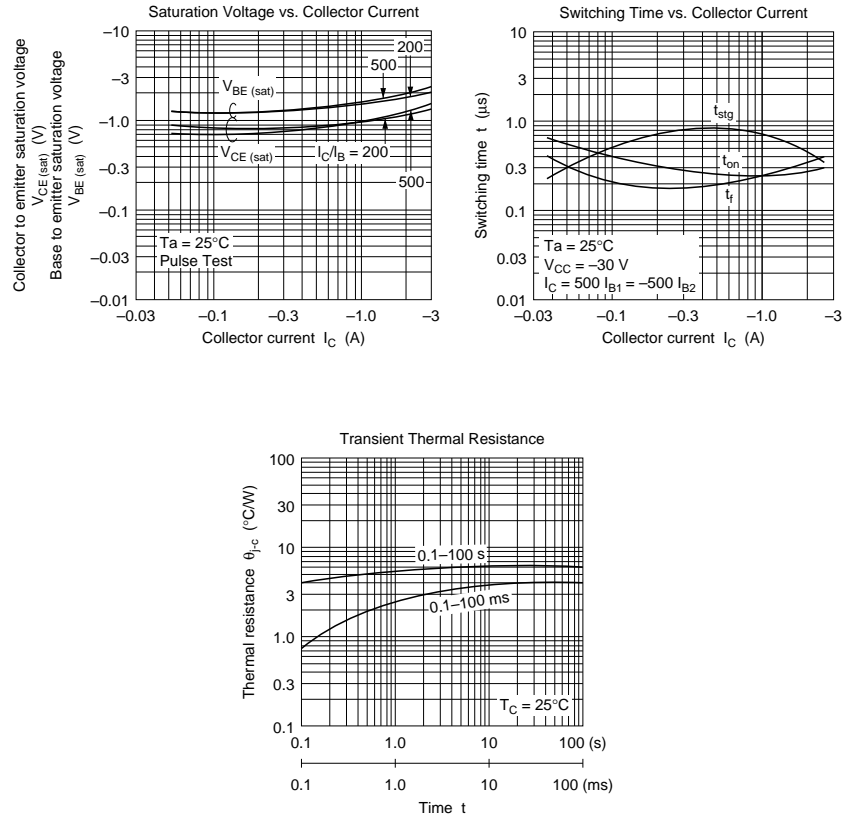 Saturation Voltage vs. Collector Current
Collector to emitter saturation voltage
V_CE (sat) (V)
Base to emitter saturation voltage
V_BE (sat) (V)
–10
–3
–1.0
–0.3
–0.1
–0.03
–0.01
200
500
V_BE (sat)
V_CE (sat)
I_C/I_B = 200
500
Ta = 25°C
Pulse Test
–0.03
–0.1
–0.3
–1.0
–3
Collector current I_C (A)
Switching Time vs. Collector Current
Switching time t (μs)
10
3
1.0
0.3
0.1
0.03
0.01
t_stg
t_on
t_f
Ta = 25°C
V_CC = –30 V
I_C = 500 I_B1 = –500 I_B2
–0.03
–0.1
–0.3
–1.0
–3
Collector current I_C (A)
Transient Thermal Resistance
Thermal resistance θ_j-c (°C/W)
100
30
10
3
1.0
0.3
0.1
0.1–100 s
0.1–100 ms
T_C = 25°C
0.1
1.0
10
100 (s)
0.1
1.0
10
100 (ms)
Time t